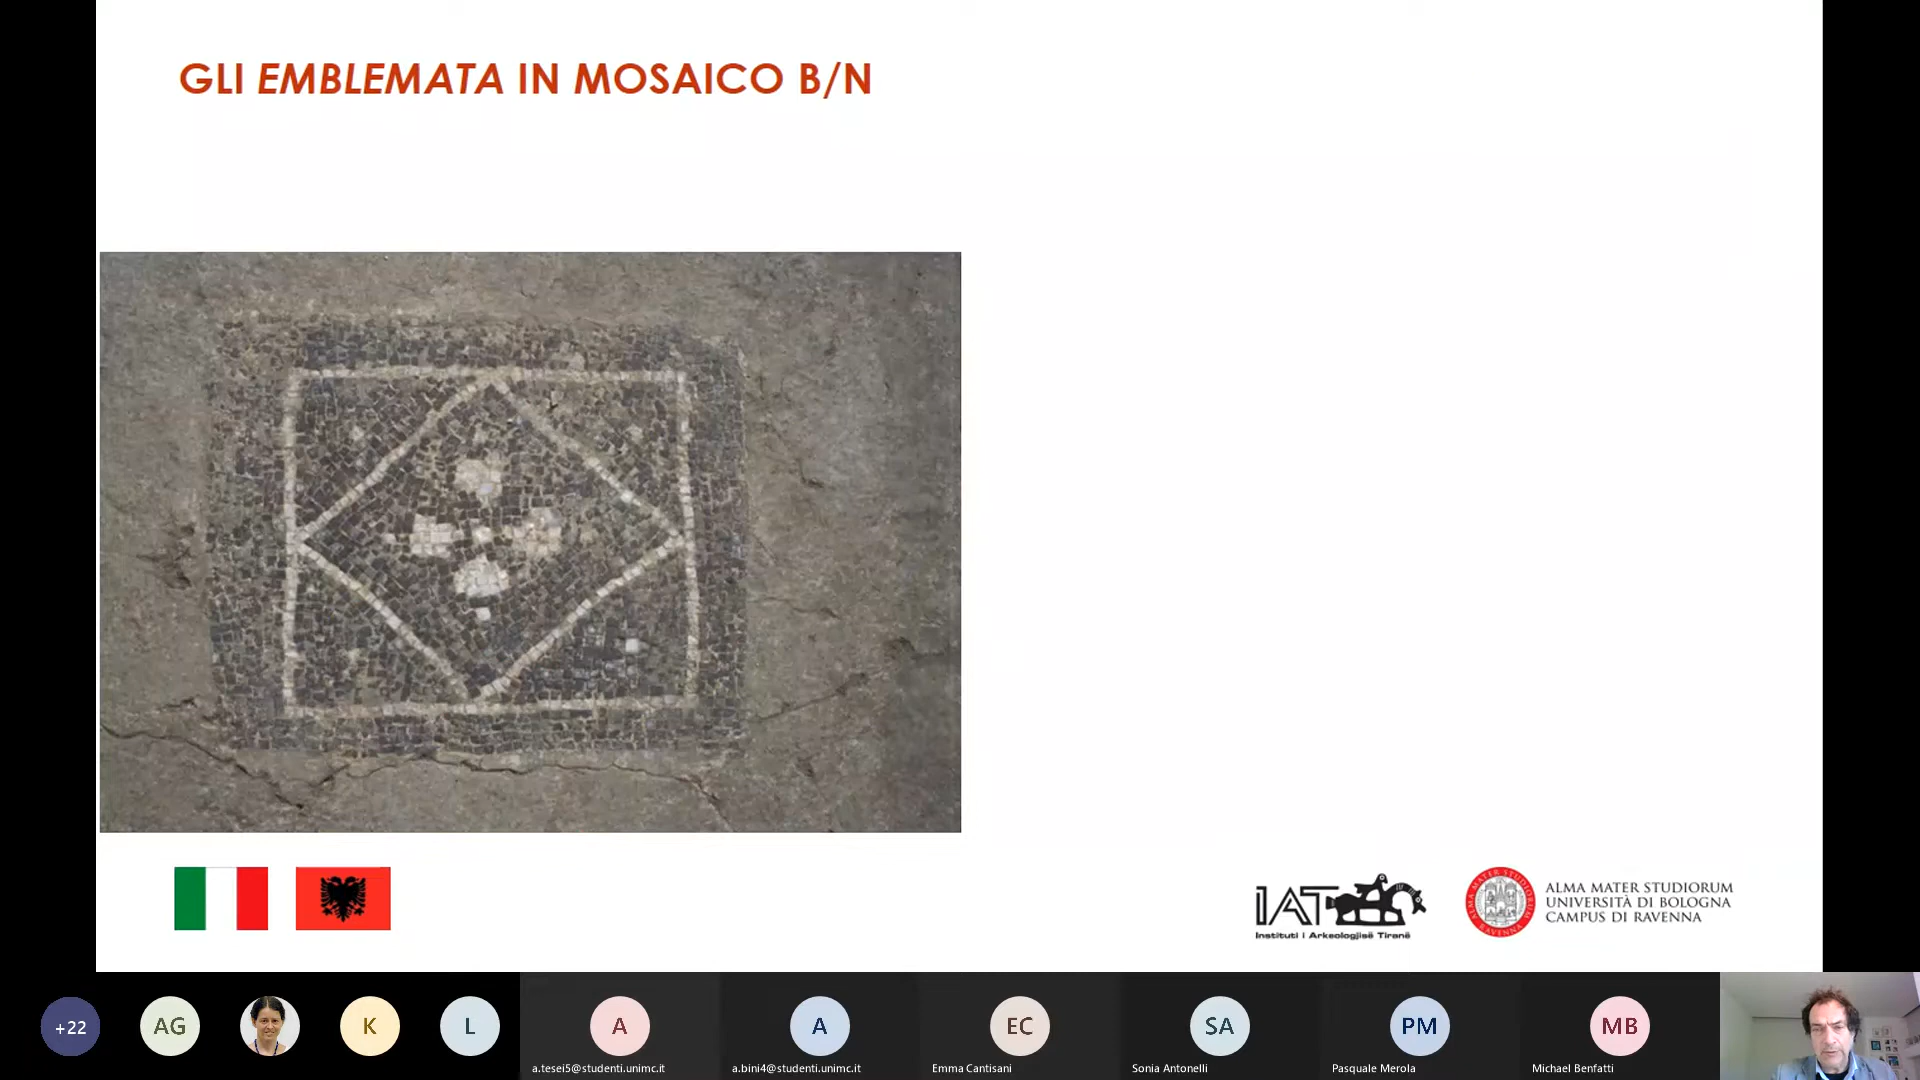 GLI EMBLEMATA IN MOSAICO B/N
IAT
Instituti i Arkeologjisë Tiranë
ALMA MATER STUDIORUM
UNIVERSITÀ DI BOLOGNA
CAMPUS DI RAVENNA
+22
AG
K
L
A
A
EC
SA
PM
MB
a.tesei5@studenti.unimc.it
a.bini4@studenti.unimc.it
Emma Cantisani
Sonia Antonelli
Pasquale Merola
Michael Benfatti